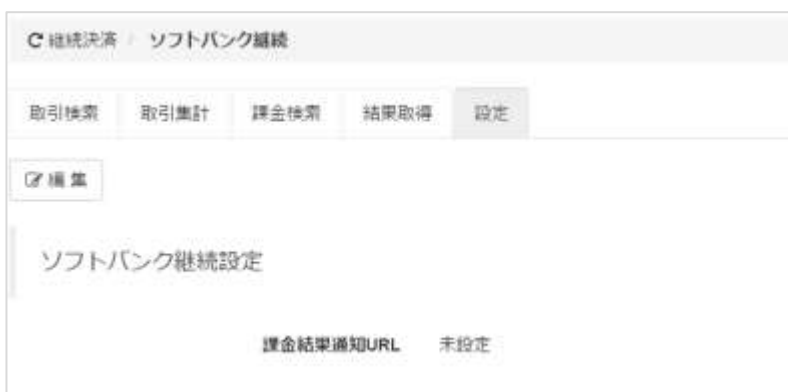 継続決済 / ソフトバンク継続
取引検索 取引集計 課金検索 結果取得 設定
編集
ソフトバンク継続設定
課金結果通知URL 未設定